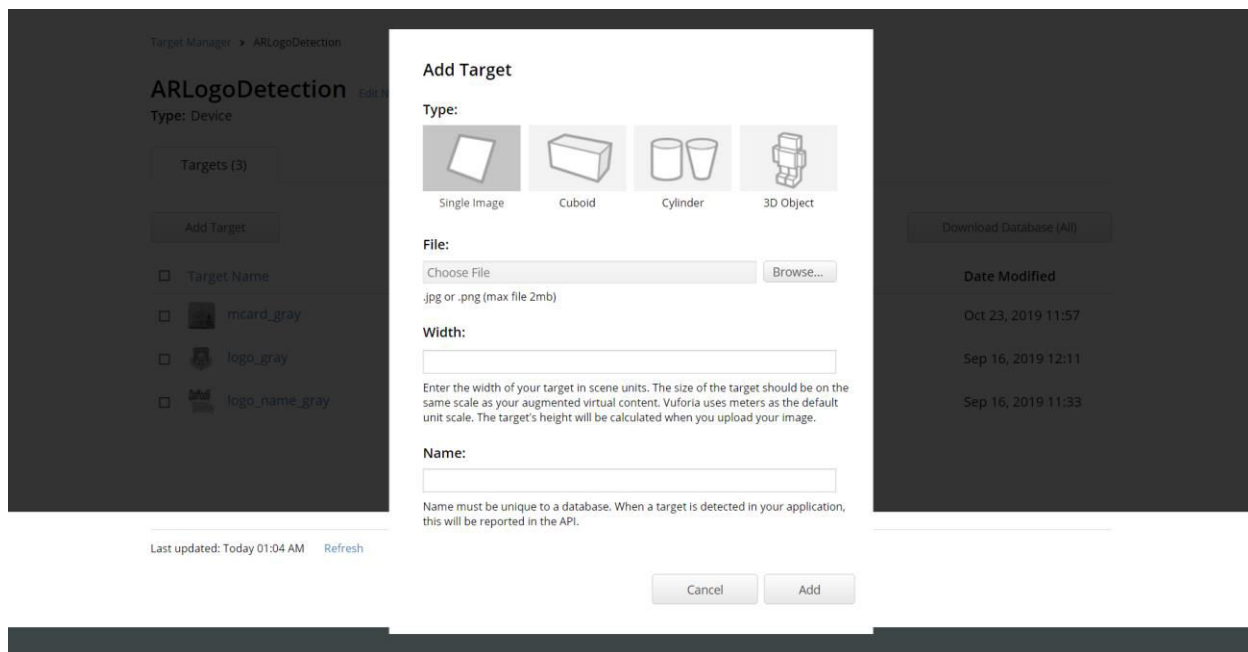 Target Manager > ARLogoDetection
ARLogoDetection Edit N
Type: Device
Targets (3)
Add Target
Download Database (All)
Target Name
Date Modified
mcard_gray
Oct 23, 2019 11:57
logo_gray
Sep 16, 2019 12:11
logo_name_gray
Sep 16, 2019 11:33
Last updated: Today 01:04 AM Refresh
Add Target
Type:
Single Image Cuboid Cylinder 3D Object
File:
Choose File Browse...
.jpg or .png (max file 2mb)
Width:
Enter the width of your target in scene units. The size of the target should be on the
same scale as your augmented virtual content. Vuforia uses meters as the default
unit scale. The target's height will be calculated when you upload your image.
Name:
Name must be unique to a database. When a target is detected in your application,
this will be reported in the API.
Cancel Add